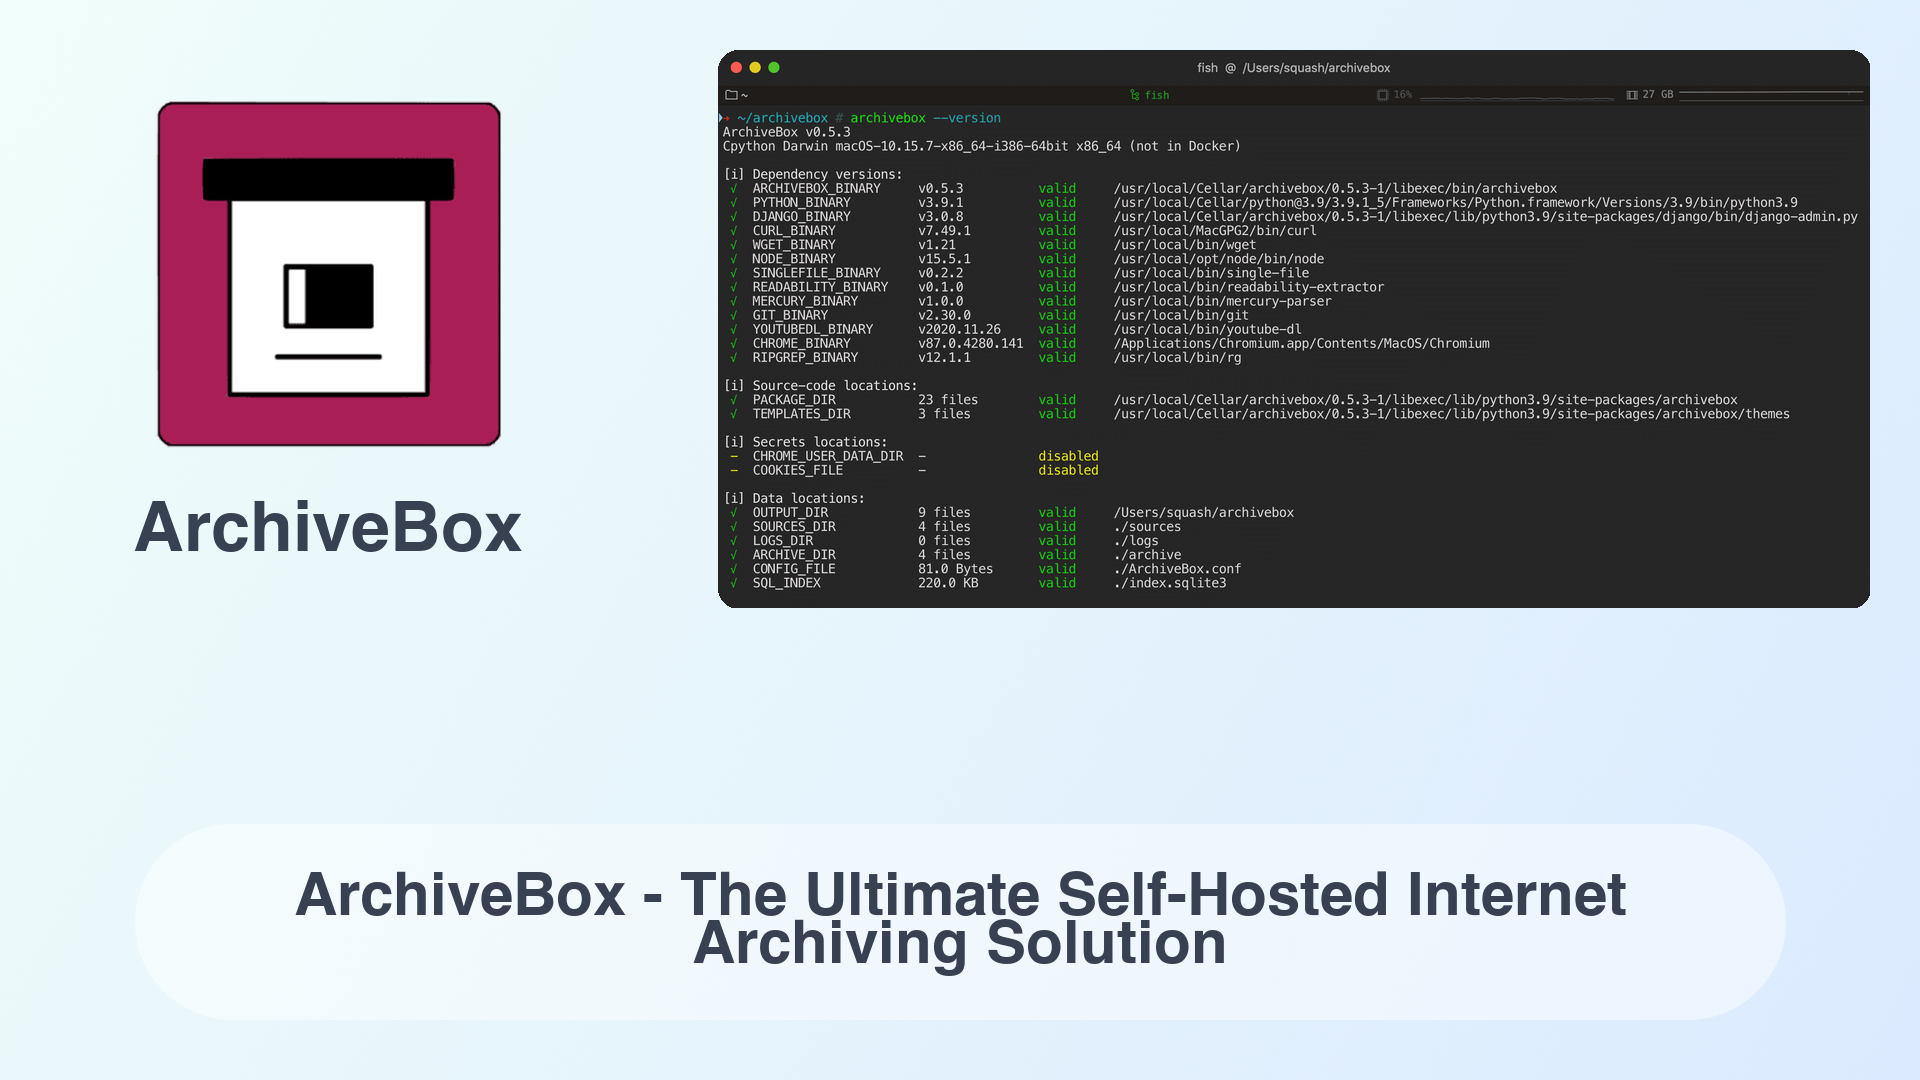 ArchiveBox
fish @ /Users/squash/archivebox
~ fish 16% 27 GB
~/archivebox # archivebox --version
ArchiveBox v0.5.3
Cpython Darwin macOS-10.15.7-x86_64-i386-64bit x86_64 (not in Docker)
[i] Dependency versions:
√ ARCHIVEBOX_BINARY v0.5.3 valid /usr/local/Cellar/archivebox/0.5.3-1/libexec/bin/archivebox
√ PYTHON_BINARY v3.9.1 valid /usr/local/Cellar/python@3.9/3.9.1_5/Frameworks/Python.framework/Versions/3.9/bin/python3.9
√ DJANGO_BINARY v3.0.8 valid /usr/local/Cellar/archivebox/0.5.3-1/libexec/lib/python3.9/site-packages/django/bin/django-admin.py
√ CURL_BINARY v7.49.1 valid /usr/local/MacGPG2/bin/curl
√ WGET_BINARY v1.21 valid /usr/local/bin/wget
√ NODE_BINARY v15.5.1 valid /usr/local/opt/node/bin/node
√ SINGLEFILE_BINARY v0.2.2 valid /usr/local/bin/single-file
√ READABILITY_BINARY v0.1.0 valid /usr/local/bin/readability-extractor
√ MERCURY_BINARY v1.0.0 valid /usr/local/bin/mercury-parser
√ GIT_BINARY v2.30.0 valid /usr/local/bin/git
√ YOUTUBEDL_BINARY v2020.11.26 valid /usr/local/bin/youtube-dl
√ CHROME_BINARY v87.0.4280.141 valid /Applications/Chromium.app/Contents/MacOS/Chromium
√ RIPGREP_BINARY v12.1.1 valid /usr/local/bin/rg
[i] Source-code locations:
√ PACKAGE_DIR 23 files valid /usr/local/Cellar/archivebox/0.5.3-1/libexec/lib/python3.9/site-packages/archivebox
√ TEMPLATES_DIR 3 files valid /usr/local/Cellar/archivebox/0.5.3-1/libexec/lib/python3.9/site-packages/archivebox/themes
[i] Secrets locations:
- CHROME_USER_DATA_DIR - disabled
- COOKIES_FILE - disabled
[i] Data locations:
√ OUTPUT_DIR 9 files valid /Users/squash/archivebox
√ SOURCES_DIR 4 files valid ./sources
√ LOGS_DIR 0 files valid ./logs
√ ARCHIVE_DIR 4 files valid ./archive
√ CONFIG_FILE 81.0 Bytes valid ./ArchiveBox.conf
√ SQL_INDEX 220.0 KB valid ./index.sqlite3
ArchiveBox - The Ultimate Self-Hosted Internet
Archiving Solution